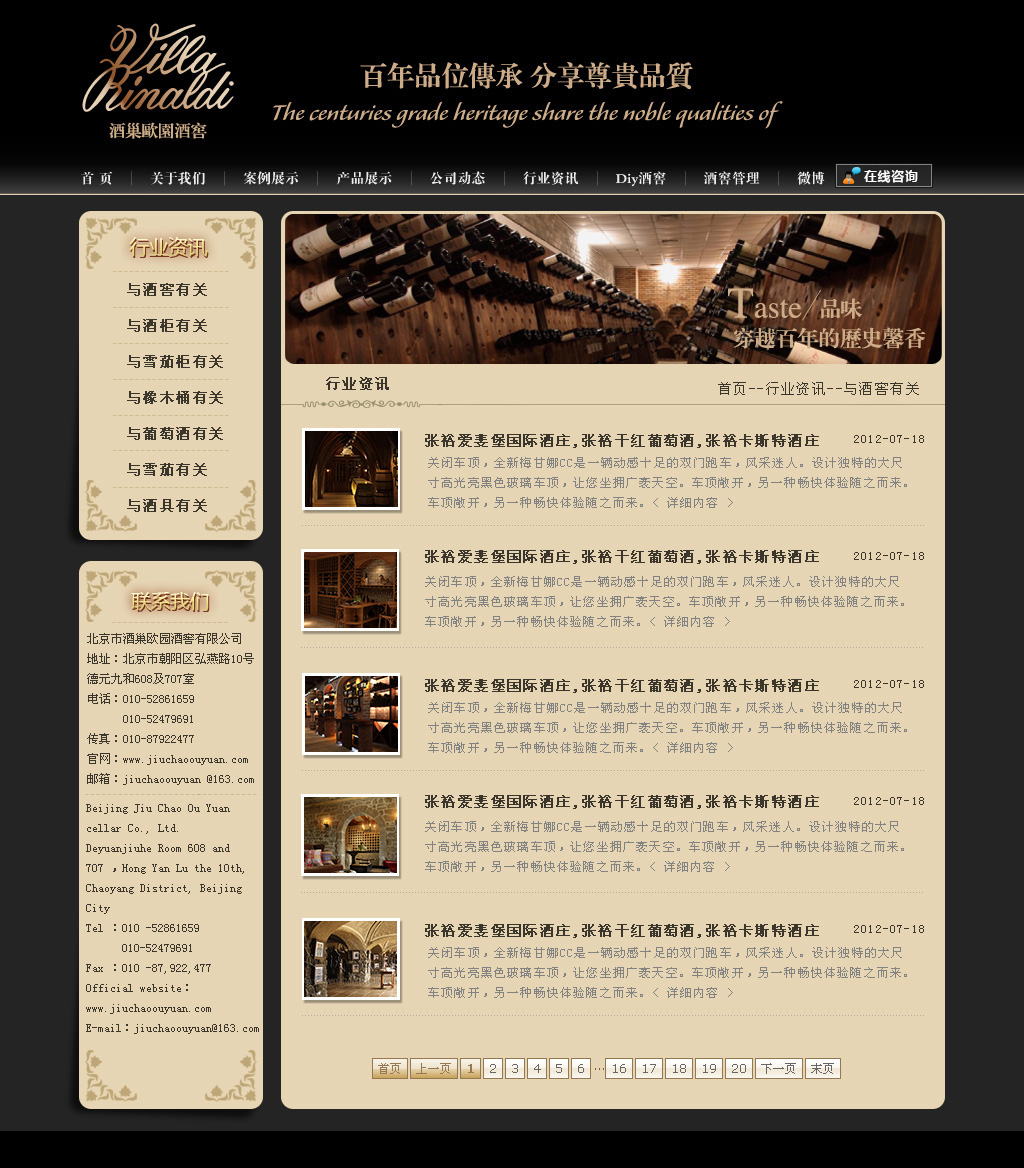 Villa
Rinaldi
酒巢歐園酒窖
百年品位傳承 分享尊貴品質
The centuries grade heritage share the noble qualities of
首 页
关于我们
案例展示
产品展示
公司动态
行业资讯
Diy酒窖
酒窖管理
微博
在线咨询
行业资讯
与酒窖有关
与酒柜有关
与雪茄柜有关
与橡木桶有关
与葡萄酒有关
与雪茄有关
与酒具有关
联系我们
北京市酒巢欧园酒窖有限公司
地址：北京市朝阳区弘燕路10号
德元九和608及707室
电话：010-52861659
010-52479691
传真：010-87922477
官网：www.jiuchaoouyuan.com
邮箱：jiuchaoouyuan @163.com
Beijing Jiu Chao Ou Yuan
cellar Co., Ltd.
Deyuanjiuhe Room 608 and
707 ，Hong Yan Lu the 10th,
Chaoyang District, Beijing
City
Tel ：010 -52861659
010-52479691
Fax ：010 -87,922,477
Official website：
www.jiuchaoouyuan.com
E-mail：jiuchaoouyuan@163.com
Taste/品味
穿越百年的歷史馨香
行业资讯
首页--行业资讯--与酒窖有关
张裕爱斐堡国际酒庄,张裕干红葡萄酒,张裕卡斯特酒庄 2012-07-18
关闭车顶，全新梅甘娜CC是一辆动感十足的双门跑车，风采迷人。设计独特的大尺
寸高光亮黑色玻璃车顶，让您坐拥广袤天空。车顶敞开，另一种畅快体验随之而来。
车顶敞开，另一种畅快体验随之而来。< 详细内容 >
张裕爱斐堡国际酒庄,张裕干红葡萄酒,张裕卡斯特酒庄 2012-07-18
关闭车顶，全新梅甘娜CC是一辆动感十足的双门跑车，风采迷人。设计独特的大尺
寸高光亮黑色玻璃车顶，让您坐拥广袤天空。车顶敞开，另一种畅快体验随之而来。
车顶敞开，另一种畅快体验随之而来。< 详细内容 >
张裕爱斐堡国际酒庄,张裕干红葡萄酒,张裕卡斯特酒庄 2012-07-18
关闭车顶，全新梅甘娜CC是一辆动感十足的双门跑车，风采迷人。设计独特的大尺
寸高光亮黑色玻璃车顶，让您坐拥广袤天空。车顶敞开，另一种畅快体验随之而来。
车顶敞开，另一种畅快体验随之而来。< 详细内容 >
张裕爱斐堡国际酒庄,张裕干红葡萄酒,张裕卡斯特酒庄 2012-07-18
关闭车顶，全新梅甘娜CC是一辆动感十足的双门跑车，风采迷人。设计独特的大尺
寸高光亮黑色玻璃车顶，让您坐拥广袤天空。车顶敞开，另一种畅快体验随之而来。
车顶敞开，另一种畅快体验随之而来。< 详细内容 >
张裕爱斐堡国际酒庄,张裕干红葡萄酒,张裕卡斯特酒庄 2012-07-18
关闭车顶，全新梅甘娜CC是一辆动感十足的双门跑车，风采迷人。设计独特的大尺
寸高光亮黑色玻璃车顶，让您坐拥广袤天空。车顶敞开，另一种畅快体验随之而来。
车顶敞开，另一种畅快体验随之而来。< 详细内容 >
首页 上一页 1 2 3 4 5 6 ··· 16 17 18 19 20 下一页 末页